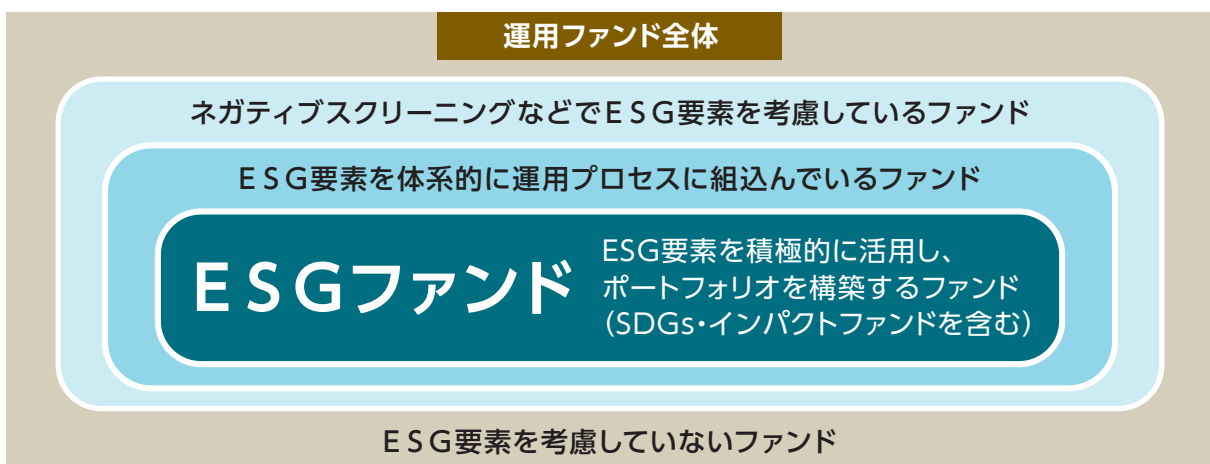 運用ファンド全体
ネガティブスクリーニングなどでESG要素を考慮しているファンド
ESG要素を体系的に運用プロセスに組込んでいるファンド
ESGファンド
ESG要素を積極的に活用し、
ポートフォリオを構築するファンド
（SDGs・インパクトファンドを含む）
ESG要素を考慮していないファンド